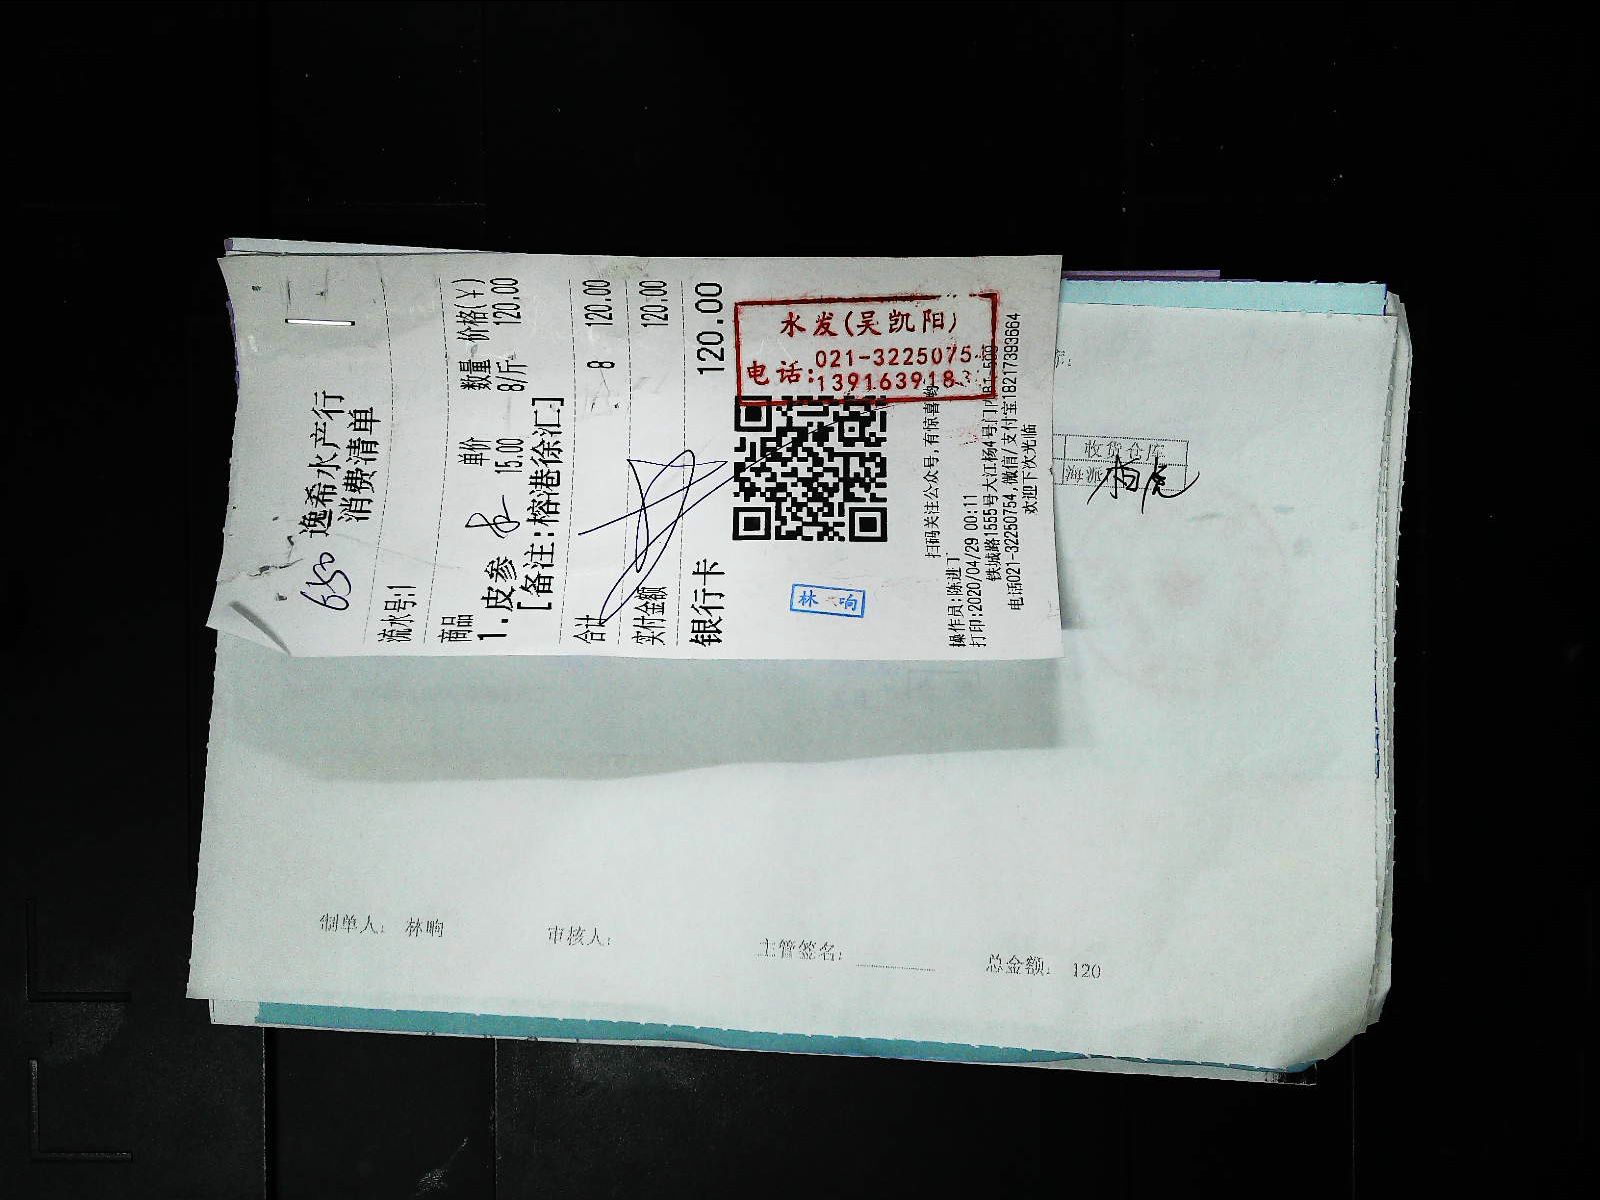 650
逸希水产行
消费清单
流水号:1
商品 单价 数量 价格(¥)
1.皮参 15.00 8/斤 120.00
[备注:榕港徐汇]
合计 8 120.00
实付金额 120.00
银行卡 120.00
水发(吴凯阳)
电话:021-3225075
1391639183
林 响
扫码关注公众号,有惊喜
操作员:陈进丁
打印:2020/04/29 00:11
铁城路1555号大江杨4号门内
电话021-32250754,微信/支付宝18217393664
欢迎下次光临
收货仓库
制单人: 林响
审核人:
主管签名:
总金额: 120